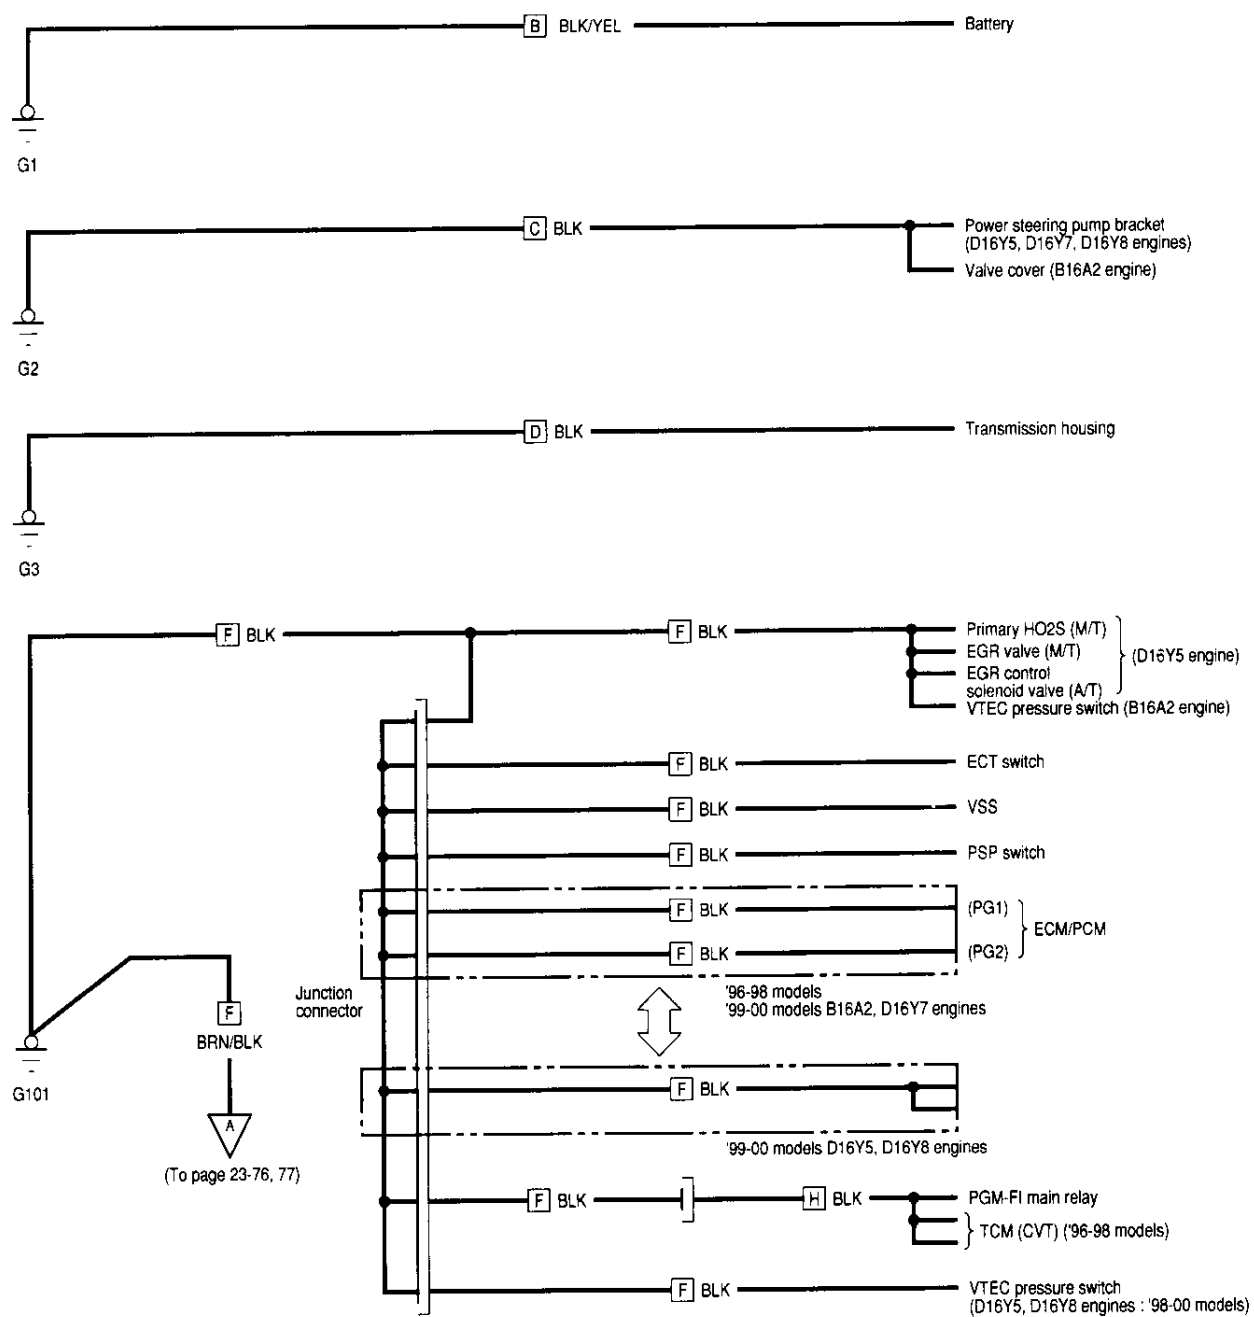 B BLK/YEL Battery
G1
C BLK Power steering pump bracket
(D16Y5, D16Y7, D16Y8 engines)
Valve cover (B16A2 engine)
G2
D BLK Transmission housing
G3
F BLK F BLK Primary HO2S (M/T)
EGR valve (M/T)
(D16Y5 engine)
EGR control
solenoid valve (A/T)
VTEC pressure switch (B16A2 engine)
F BLK ECT switch
F BLK VSS
F BLK PSP switch
F BLK (PG1)
ECM/PCM
F BLK (PG2)
Junction
connector
'96-98 models
'99-00 models B16A2, D16Y7 engines
F
BRN/BLK
G101
A
(To page 23-76, 77)
F BLK
'99-00 models D16Y5, D16Y8 engines
F BLK H BLK PGM-FI main relay
TCM (CVT) ('96-98 models)
F BLK VTEC pressure switch
(D16Y5, D16Y8 engines : '98-00 models)